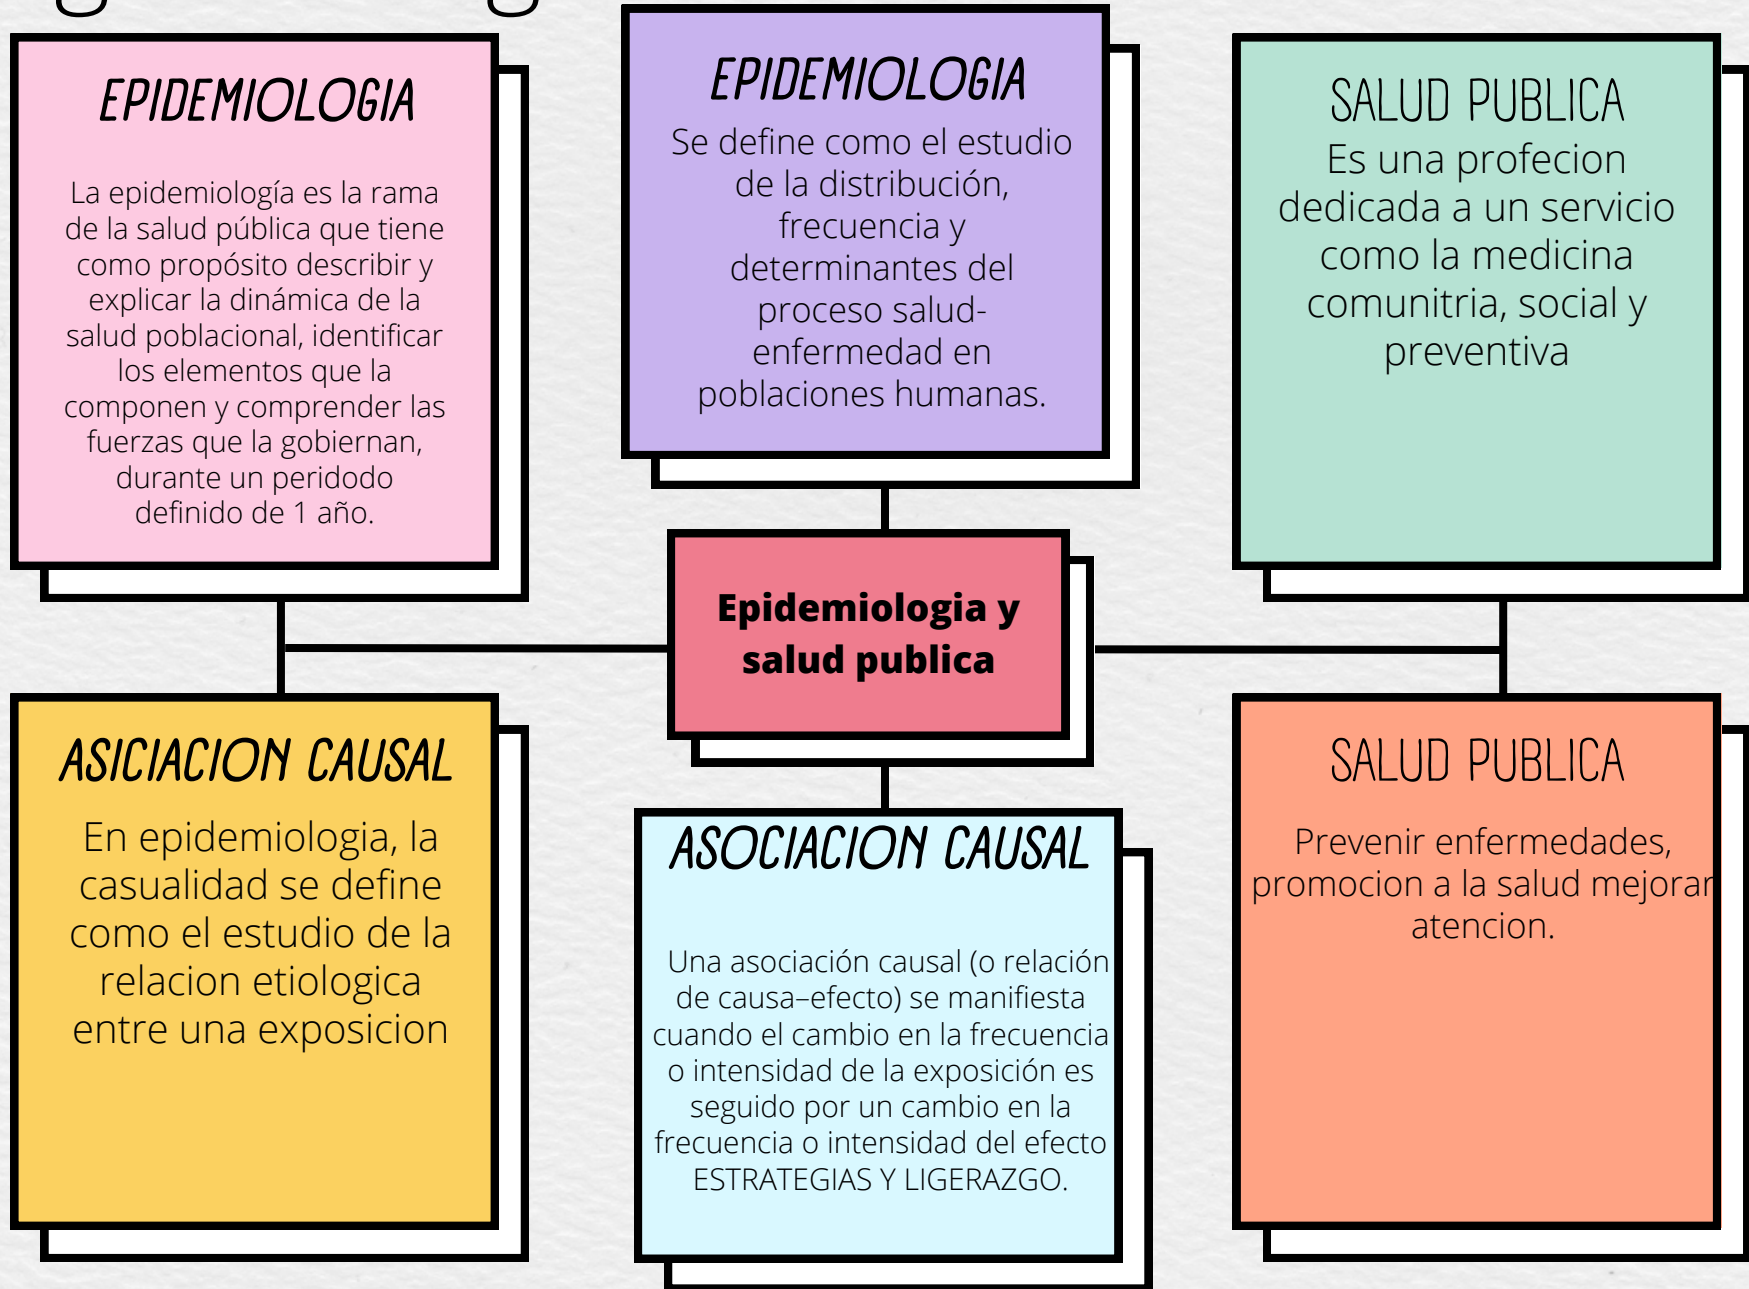 EPIDEMIOLOGIA
La epidemiología es la rama
de la salud pública que tiene
como propósito describir y
explicar la dinámica de la
salud poblacional, identificar
los elementos que la
componen y comprender las
fuerzas que la gobiernan,
durante un peridodo
definido de 1 año.
EPIDEMIOLOGIA
Se define como el estudio
de la distribución,
frecuencia y
determinantes del
proceso salud-
enfermedad en
poblaciones humanas.
SALUD PUBLICA
Es una profecion
dedicada a un servicio
como la medicina
comunitria, social y
preventiva
Epidemiologia y
salud publica
ASICIACION CAUSAL
En epidemiologia, la
casualidad se define
como el estudio de la
relacion etiologica
entre una exposicion
ASOCIACION CAUSAL
Una asociación causal (o relación
de causa–efecto) se manifiesta
cuando el cambio en la frecuencia
o intensidad de la exposición es
seguido por un cambio en la
frecuencia o intensidad del efecto
ESTRATEGIAS Y LIGERAZGO.
SALUD PUBLICA
Prevenir enfermedades,
promocion a la salud mejorar
atencion.